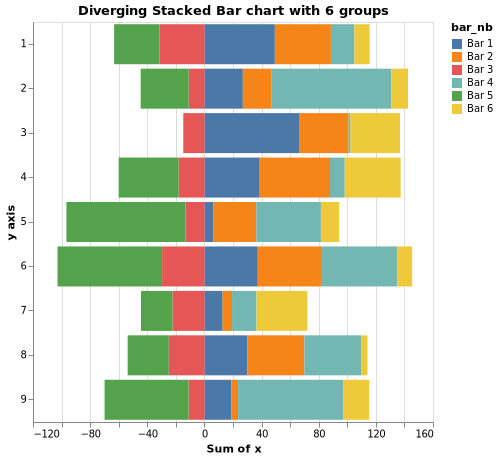 Diverging Stacked Bar chart with 6 groups
bar_nb
Bar 1
Bar 2
Bar 3
Bar 4
Bar 5
Bar 6
y axis
1
2
3
4
5
6
7
8
9
−120 −80 −40 0 40 80 120 160
Sum of x